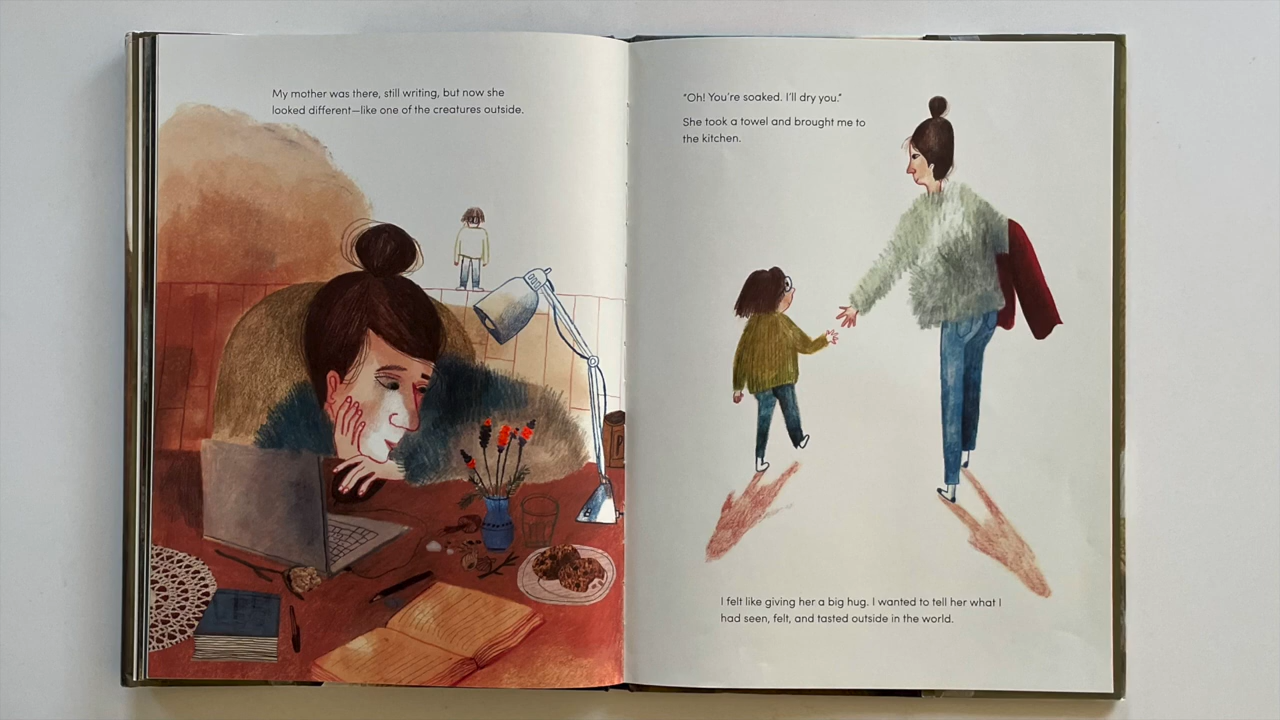 My mother was there, still writing, but now she
looked different—like one of the creatures outside.
“Oh! You’re soaked. I’ll dry you.”
She took a towel and brought me to
the kitchen.
I felt like giving her a big hug. I wanted to tell her what I
had seen, felt, and tasted outside in the world.